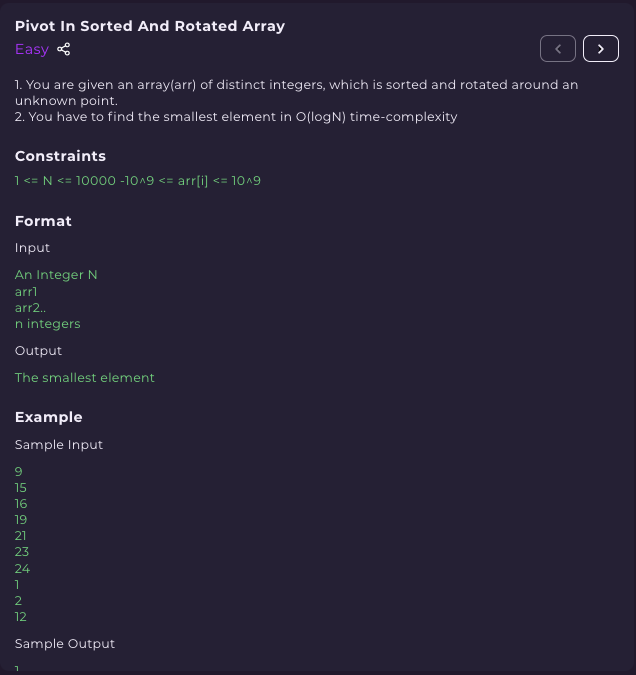 Pivot In Sorted And Rotated Array
Easy
1. You are given an array(arr) of distinct integers, which is sorted and rotated around an
unknown point.
2. You have to find the smallest element in O(logN) time-complexity
Constraints
1 <= N <= 10000 -10^9 <= arr[i] <= 10^9
Format
Input
An Integer N
arr1
arr2..
n integers
Output
The smallest element
Example
Sample Input
9
15
16
19
21
23
24
1
2
12
Sample Output
1